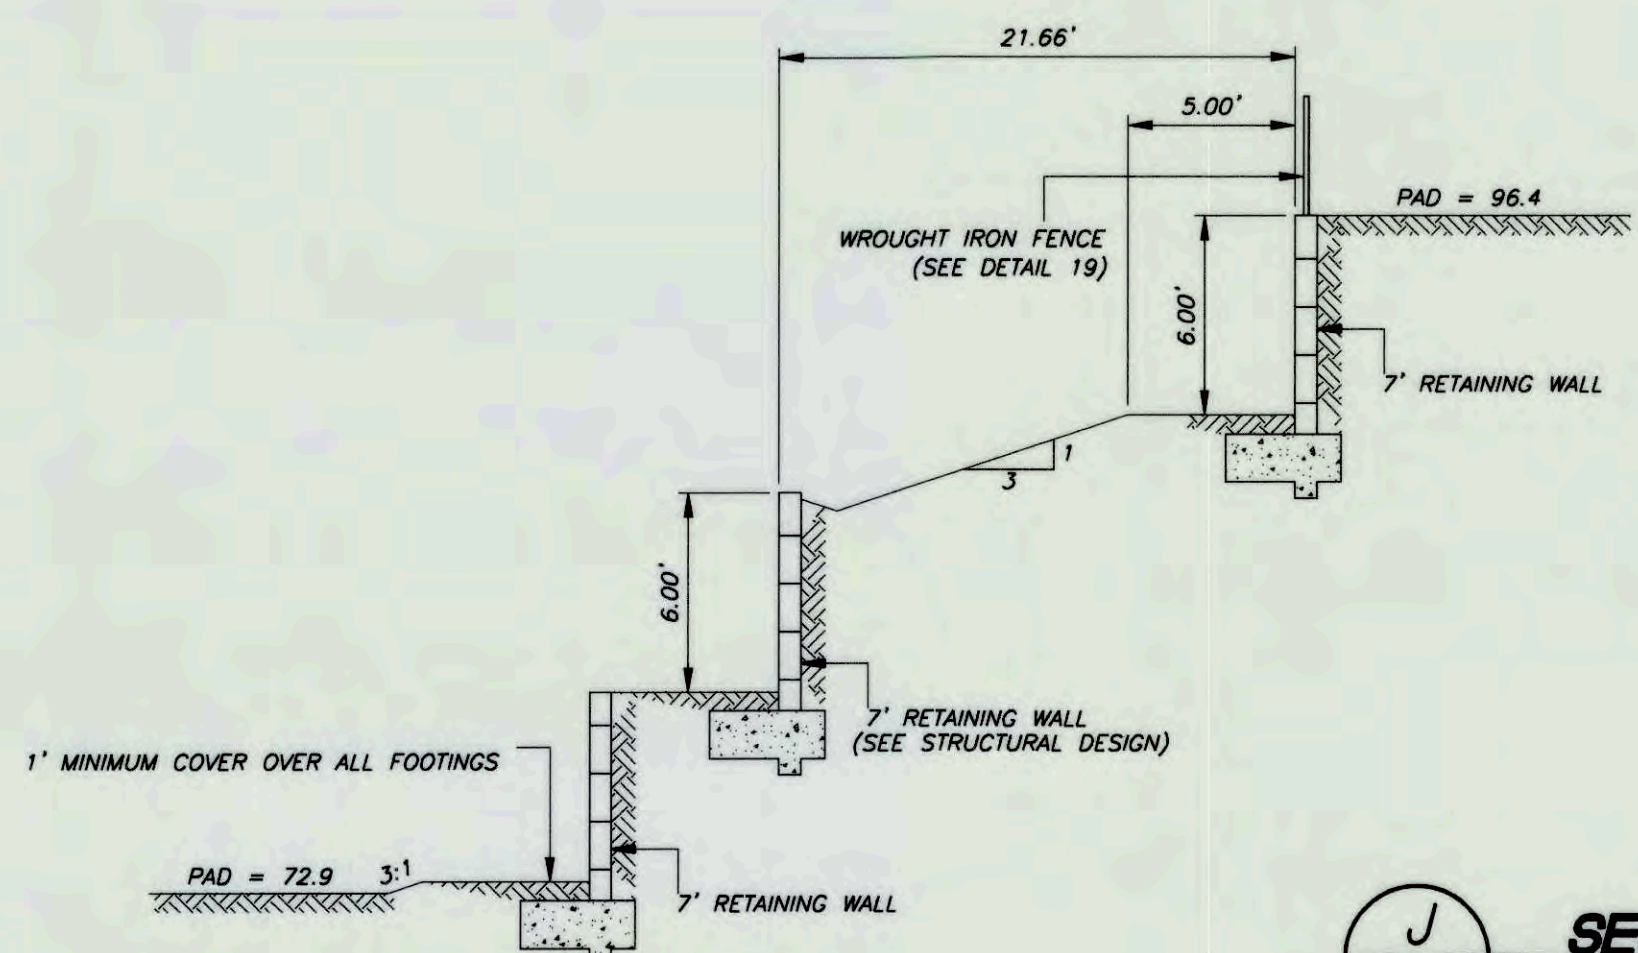 21.66'
5.00'
PAD = 96.4
WROUGHT IRON FENCE
(SEE DETAIL 19)
6.00'
7' RETAINING WALL
1
3
6.00'
7' RETAINING WALL
(SEE STRUCTURAL DESIGN)
1' MINIMUM COVER OVER ALL FOOTINGS
PAD = 72.9 3:1
7' RETAINING WALL
J
SE